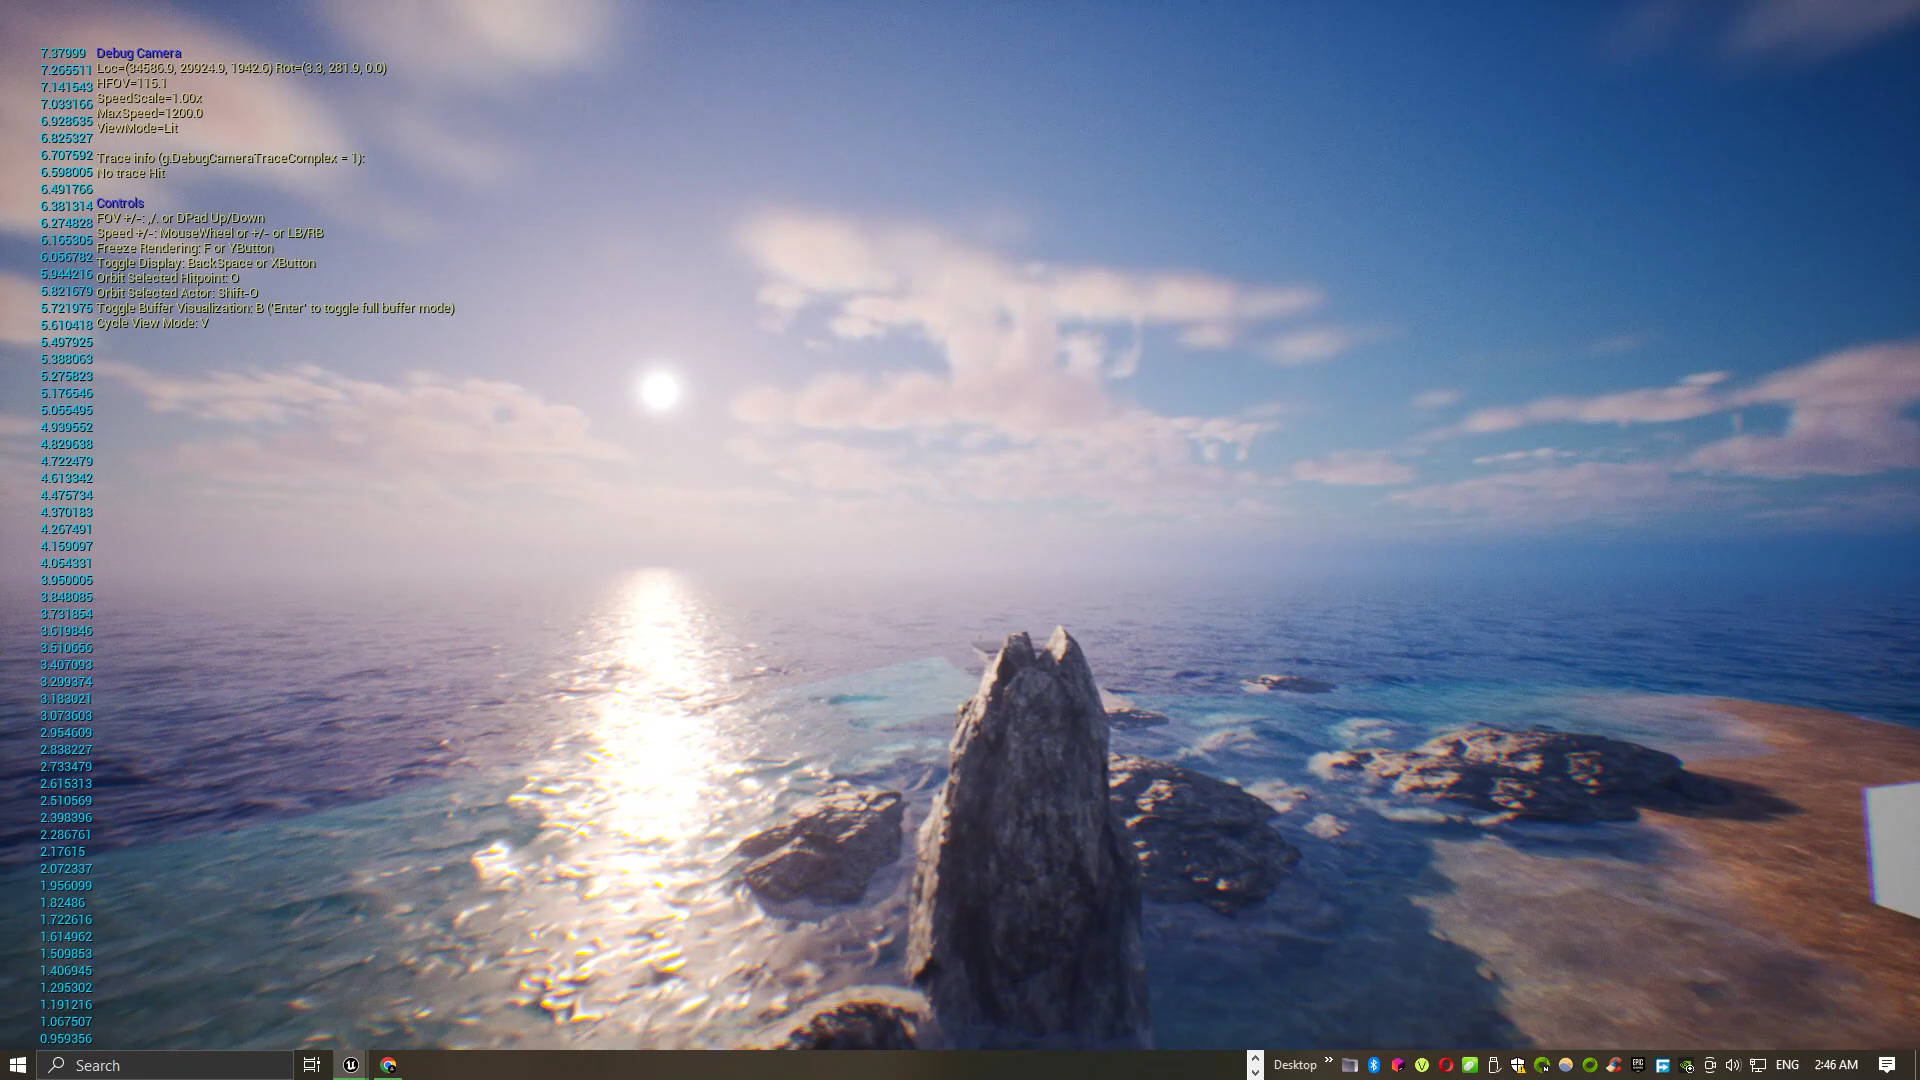 7.37999
7.265511
7.141543
7.033166
6.928635
6.825327
6.707592
6.598005
6.491766
6.381314
6.274828
6.165305
6.056782
5.944216
5.821679
5.721975
5.610418
5.497925
5.388063
5.275823
5.176546
5.055495
4.939552
4.829638
4.722479
4.613342
4.475734
4.370183
4.267491
4.159097
4.054331
3.950005
3.848085
3.731854
3.619846
3.510656
3.407093
3.299374
3.183021
3.073603
2.954609
2.838227
2.733479
2.615313
2.510569
2.398396
2.286761
2.17615
2.072337
1.956099
1.82486
1.722616
1.614962
1.509853
1.406945
1.295302
1.191216
1.067507
0.959356
Debug Camera
Loc=(34586.9, 29924.9, 1942.6) Rot=(3.3, 281.9, 0.0)
HFOV=115.1
SpeedScale=1.00x
MaxSpeed=1200.0
ViewMode=Lit
Trace info (g.DebugCameraTraceComplex = 1):
No trace Hit
Controls
FOV +/-: ,/. or DPad Up/Down
Speed +/-: MouseWheel or +/- or LB/RB
Freeze Rendering: F or YButton
Toggle Display: BackSpace or XButton
Orbit Selected Hitpoint: O
Orbit Selected Actor: Shift-O
Toggle Buffer Visualization: B ('Enter' to toggle full buffer mode)
Cycle View Mode: V
Search
Desktop
ENG
2:46 AM